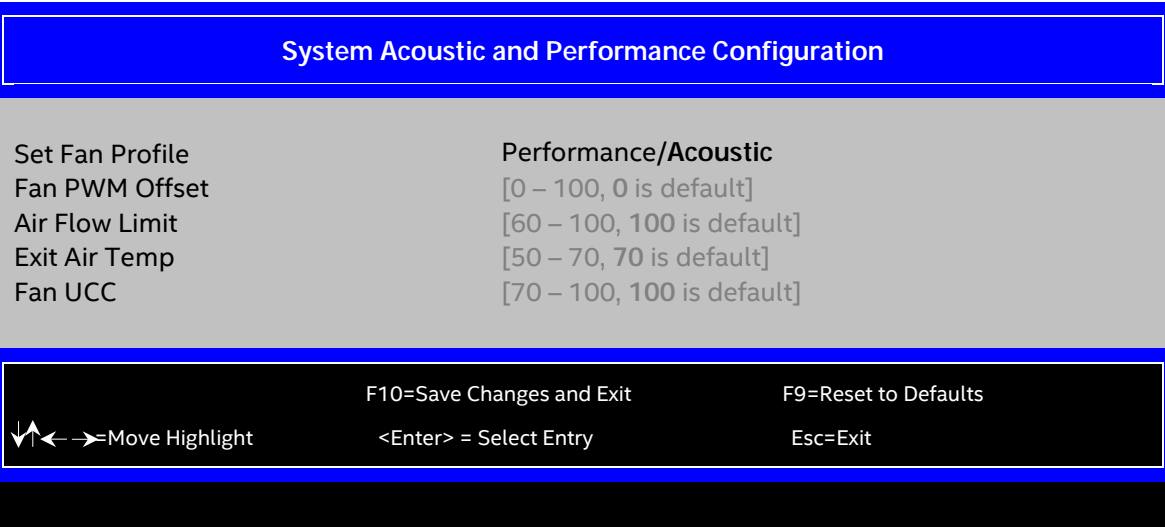 System Acoustic and Performance Configuration
Set Fan Profile Performance/Acoustic
Fan PWM Offset [0 – 100, 0 is default]
Air Flow Limit [60 – 100, 100 is default]
Exit Air Temp [50 – 70, 70 is default]
Fan UCC [70 – 100, 100 is default]
F10=Save Changes and Exit F9=Reset to Defaults
↓↑←→=Move Highlight <Enter> = Select Entry Esc=Exit